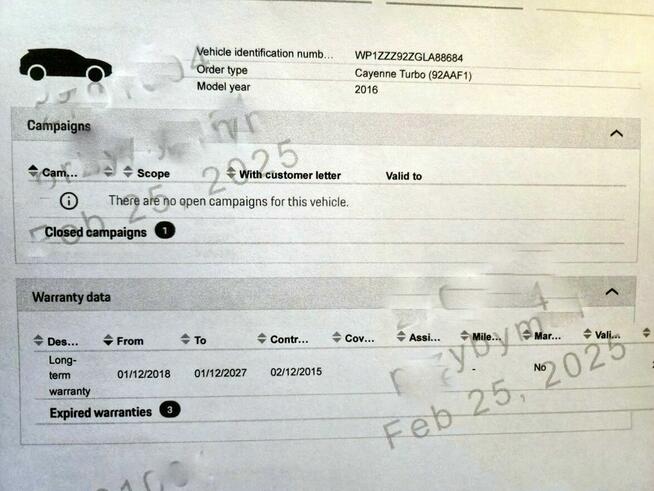 Vehicle identification numb... WP1ZZZ92ZGLA88684
Order type Cayenne Turbo (92AAF1)
Model year 2016
Campaigns
Cam... Scope With customer letter Valid to
There are no open campaigns for this vehicle.
Closed campaigns 1
Feb 25, 2025
Warranty data
Des... From To Contr... Cov... Assi... Mile... Mar... Vali...
Long-
term
warranty
01/12/2018 01/12/2027 02/12/2015 - No
Expired warranties 3
Feb 25, 2025